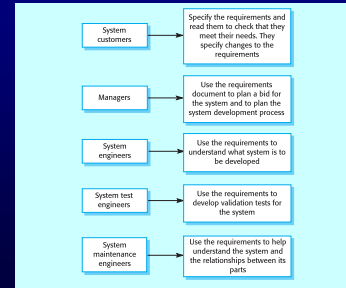 System
customers
Specify the requirements and
read them to check that they
meet their needs. They
specify changes to the
requirements
Managers
Use the requirements
document to plan a bid for
the system and to plan the
system development process
System
engineers
Use the requirements to
understand what system is to
be developed
System test
engineers
Use the requirements to
develop validation tests for
the system
System
maintenance
engineers
Use the requirements to help
understand the system and
the relationships between its
parts